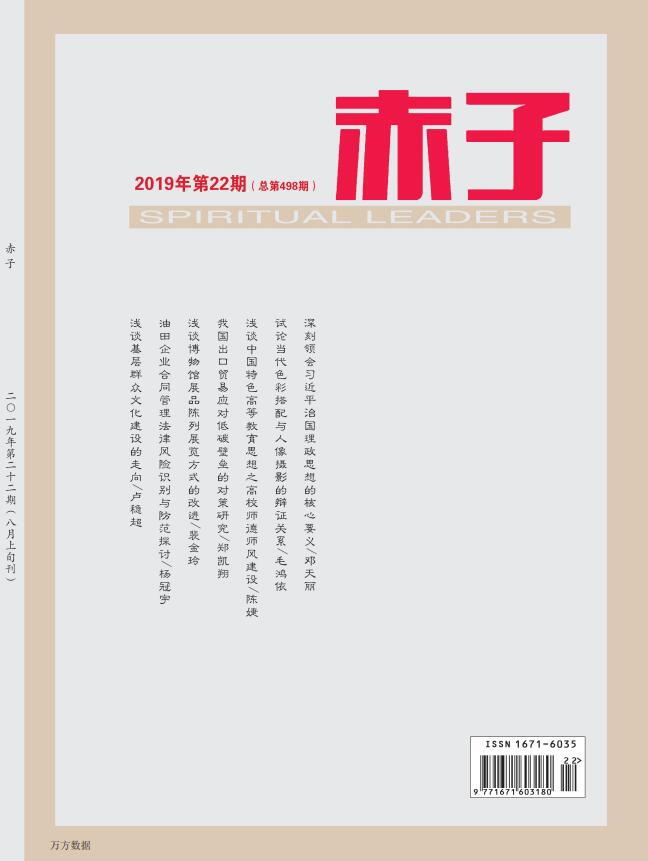 赤子
2019年第22期（总第498期）
SPIRITUAL LEADERS
深刻领会习近平治国理政思想的核心要义/邓天丽
试论当代色彩搭配与人像摄影的辩证关系/毛鸿依
浅谈中国特色高等教育思想之高校师德师风建设/陈婕
我国出口贸易应对低碳壁垒的对策研究/郑凯翔
浅谈博物馆展品陈列展览方式的改进/裴金玲
油田企业合同管理法律风险识别与防范探讨/杨冠宇
浅谈基层群众文化建设的走向/卢稳超
赤子
二〇一九年第二十二期（八月上旬刊）
ISSN 1671-6035
22>
9 771671 603180
万方数据